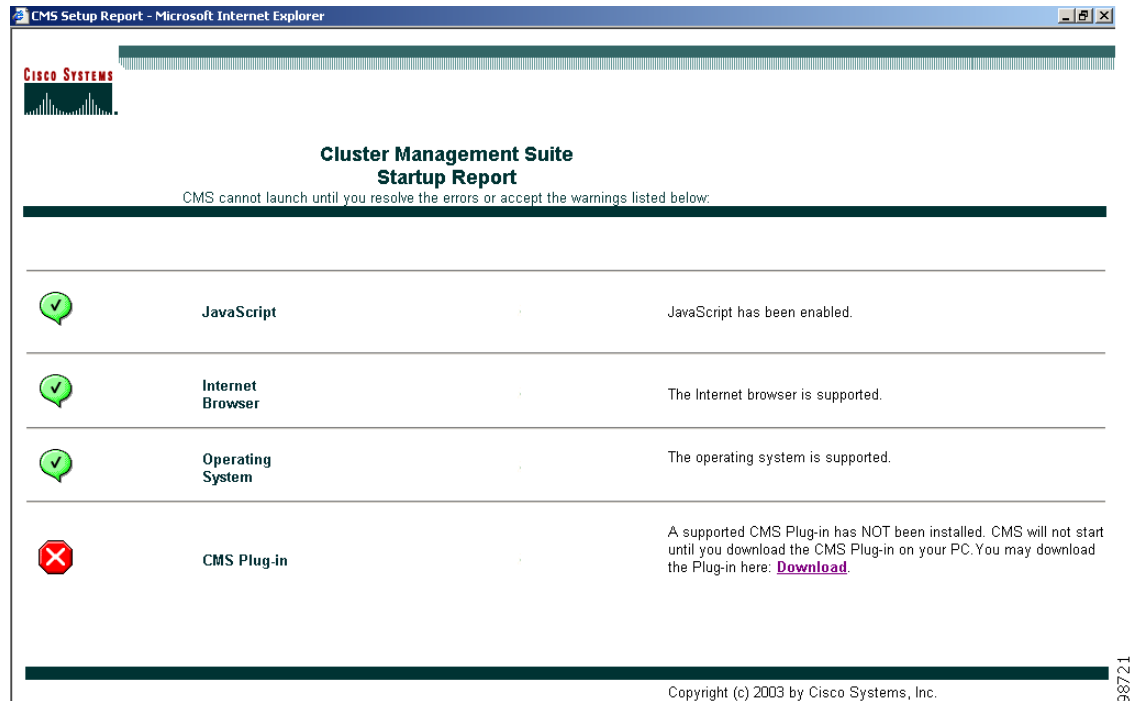 CMS Setup Report - Microsoft Internet Explorer
CISCO SYSTEMS
Cluster Management Suite
Startup Report
CMS cannot launch until you resolve the errors or accept the warnings listed below:
JavaScript
JavaScript has been enabled.
Internet
Browser
The Internet browser is supported.
Operating
System
The operating system is supported.
CMS Plug-in
A supported CMS Plug-in has NOT been installed. CMS will not start
until you download the CMS Plug-in on your PC.You may download
the Plug-in here: Download.
Copyright (c) 2003 by Cisco Systems, Inc.
98721